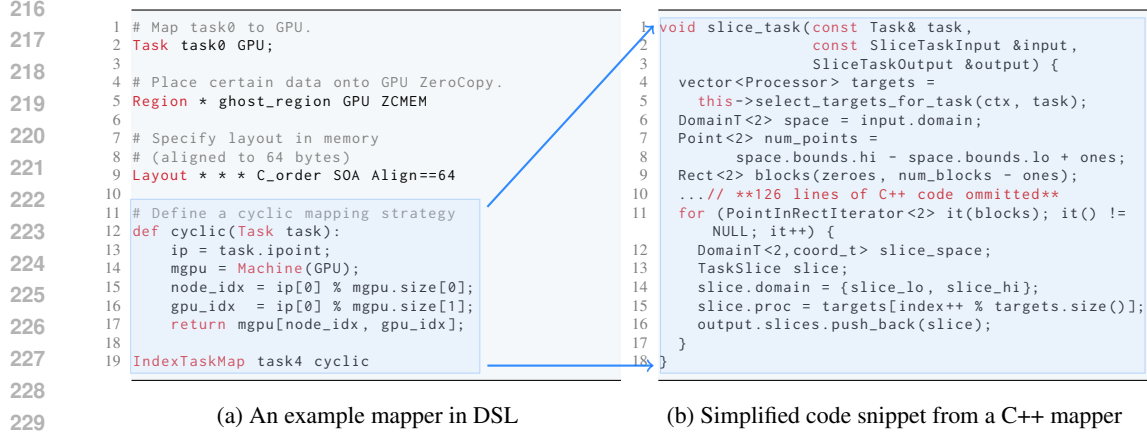 216
217
218
219
220
221
222
223
224
225
226
227
228
229
1 # Map task0 to GPU.
2 Task task0 GPU;
3
4 # Place certain data onto GPU ZeroCopy.
5 Region * ghost_region GPU ZCMEM
6
7 # Specify layout in memory
8 # (aligned to 64 bytes)
9 Layout * * * C_order SOA Align==64
10
11 # Define a cyclic mapping strategy
12 def cyclic(Task task):
13     ip = task.ipoint;
14     mgpu = Machine(GPU);
15     node_idx = ip[0] % mgpu.size[0];
16     gpu_idx  = ip[0] % mgpu.size[1];
17     return mgpu[node_idx, gpu_idx];
18
19 IndexTaskMap task4 cyclic
(a) An example mapper in DSL
1 void slice_task(const Task& task,
2                 const SliceTaskInput &input,
3                 SliceTaskOutput &output) {
4   vector<Processor> targets =
5     this->select_targets_for_task(ctx, task);
6   DomainT<2> space = input.domain;
7   Point<2> num_points =
8         space.bounds.hi - space.bounds.lo + ones;
9   Rect<2> blocks(zeroes, num_blocks - ones);
10   ...// **126 lines of C++ code ommitted**
11   for (PointInRectIterator<2> it(blocks); it() !=
NULL; it++) {
12     DomainT<2,coord_t> slice_space;
13     TaskSlice slice;
14     slice.domain = {slice_lo, slice_hi};
15     slice.proc = targets[index++ % targets.size()];
16     output.slices.push_back(slice);
17   }
18 }
(b) Simplified code snippet from a C++ mapper